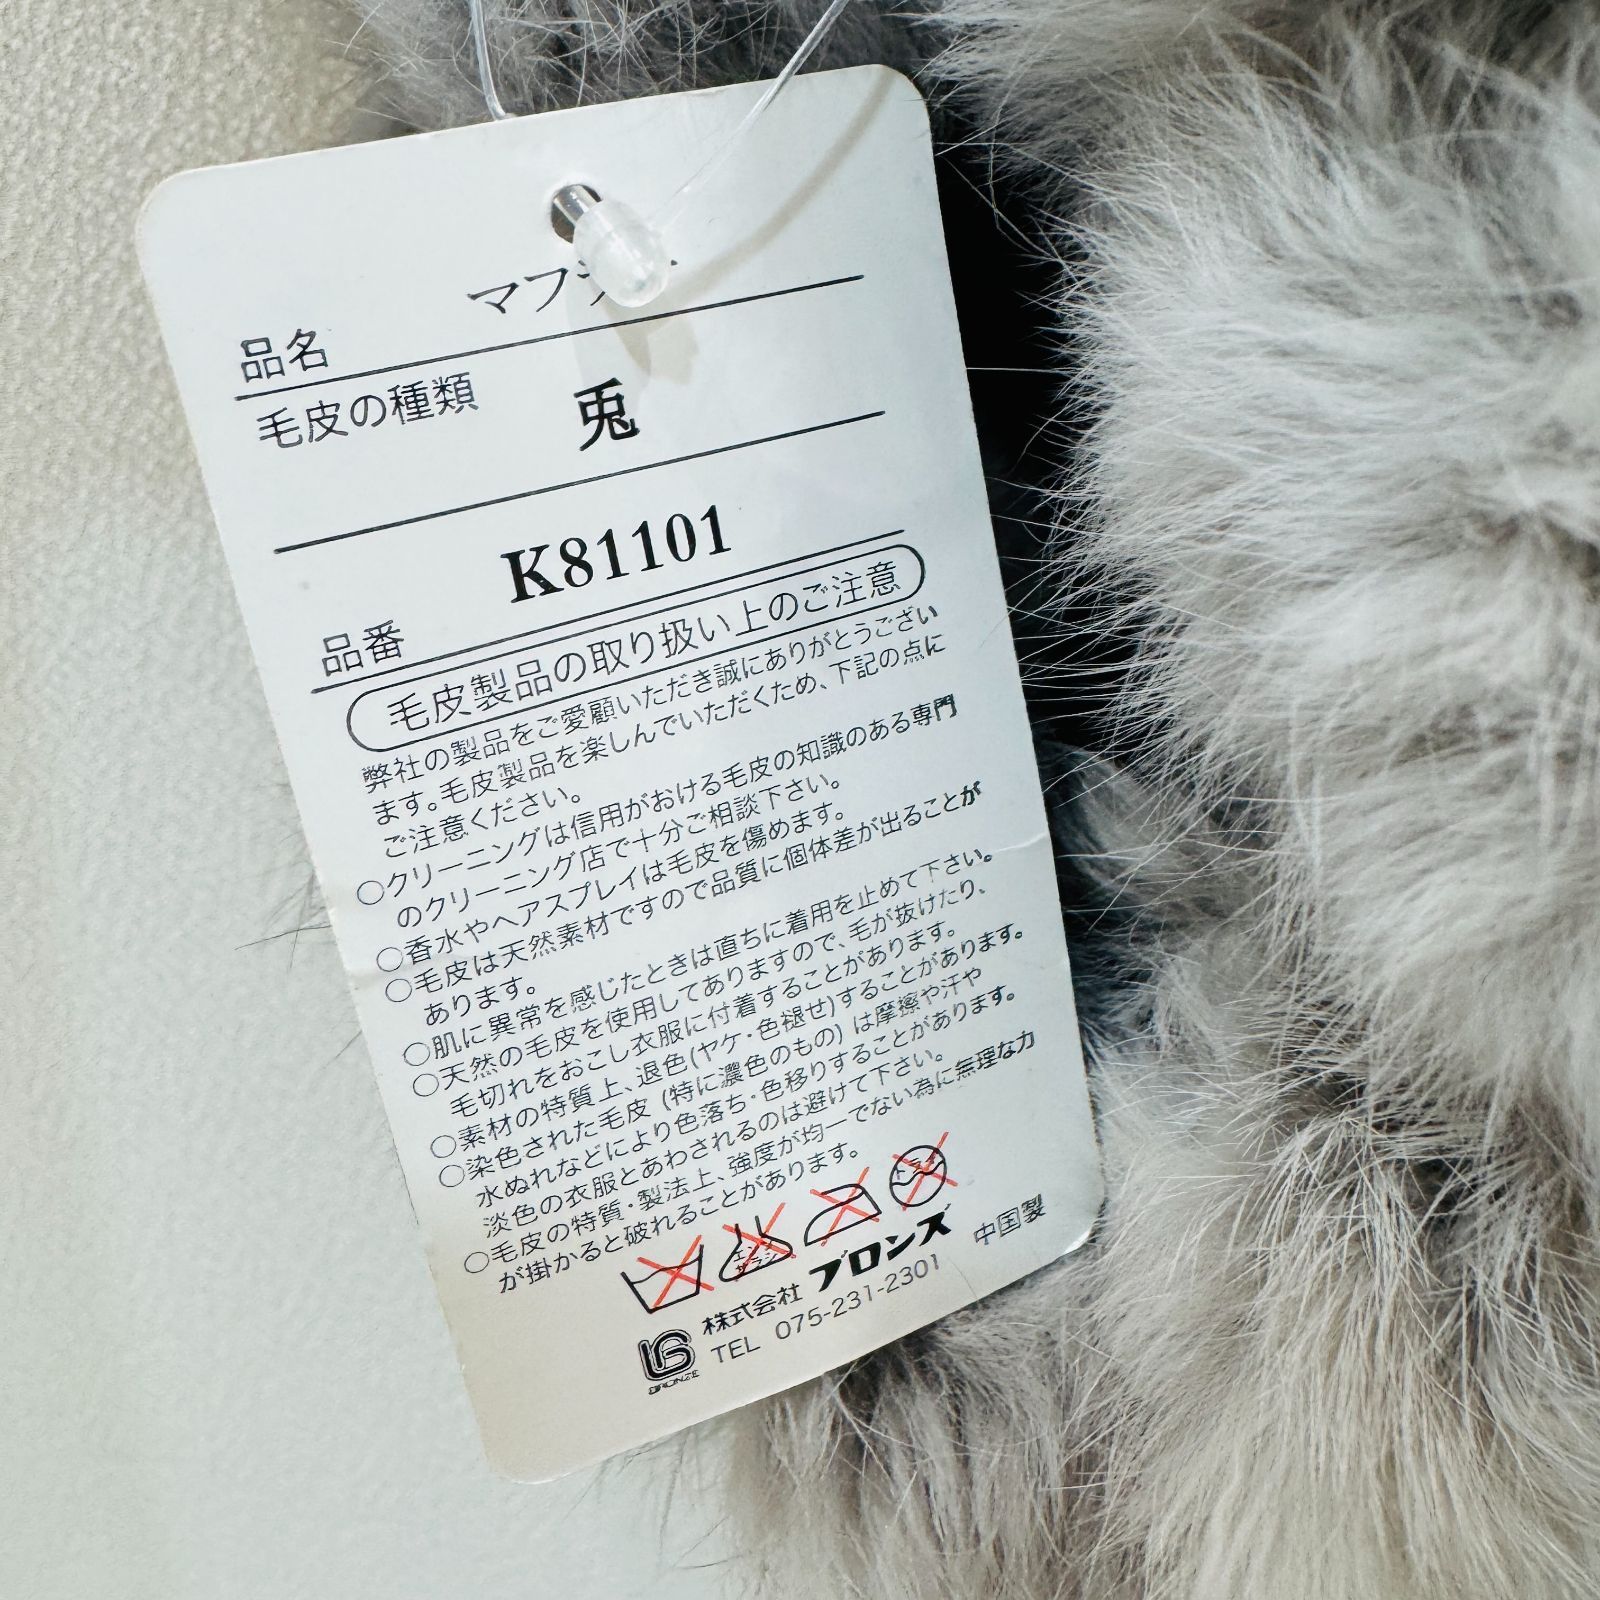 品名 マフラー
毛皮の種類 兎
品番 K81101
毛皮製品の取り扱い上のご注意
弊社の製品をご愛顧いただき誠にありがとうござい
ます。毛皮製品を楽しんでいただくため、下記の点に
ご注意ください。
○クリーニングは信用がおける毛皮の知識のある専門
のクリーニング店で十分ご相談下さい。
○香水やヘアスプレイは毛皮を傷めます。
○毛皮は天然素材ですので品質に個体差が出ることが
あります。
○肌に異常を感じたときは直ちに着用を止めて下さい。
○天然の毛皮を使用してありますので、毛が抜けたり、
毛切れをおこし衣服に付着することがあります。
○素材の特質上、退色(ヤケ・色褪せ)することがあります。
○染色された毛皮(特に濃色のもの)は摩擦や汗や
水ぬれなどにより色落ち・色移りすることがあります。
淡色の衣服とあわされるのは避けて下さい。
○毛皮の特質・製法上、強度が均一でない為に無理な力
が掛かると破れることがあります。
エンソ
サラシ
ドライ
株式会社 ブロンズ 中国製
TEL 075-231-2301
BRONZE